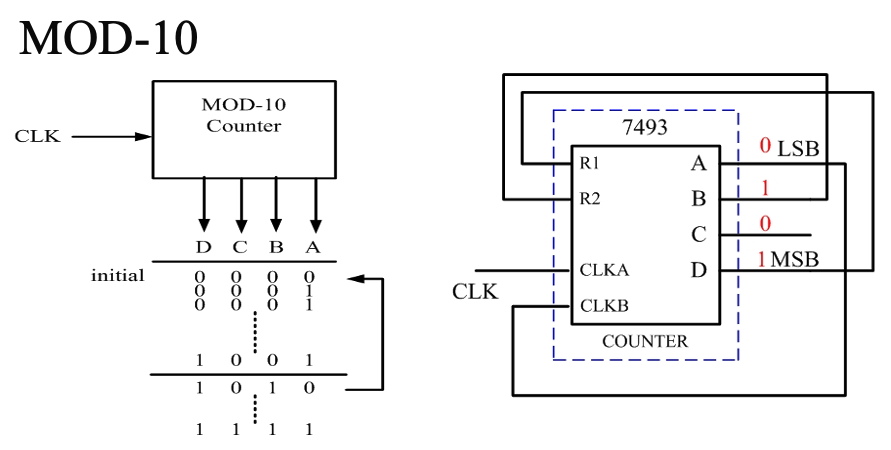 MOD-10
MOD-10
Counter
CLK
D C B A
initial 0 0 0 0
0 0 0 1
0 0 0 1
1 0 0 1
1 0 1 0
1 1 1 1
7493
R1 A 0 LSB
R2 B 1
C 0
CLK CLKA D 1 MSB
CLKB
COUNTER